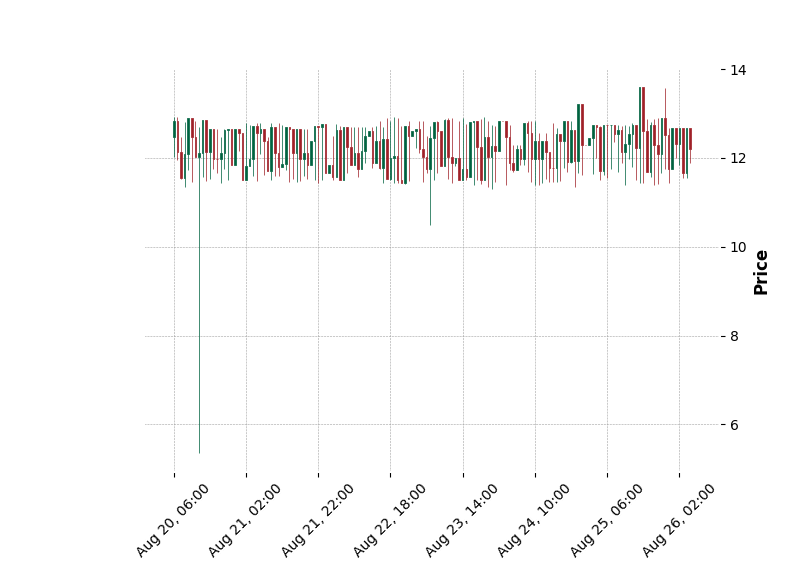 14
12
10
8
6
Price
Aug 20, 06:00
Aug 21, 02:00
Aug 21, 22:00
Aug 22, 18:00
Aug 23, 14:00
Aug 24, 10:00
Aug 25, 06:00
Aug 26, 02:00